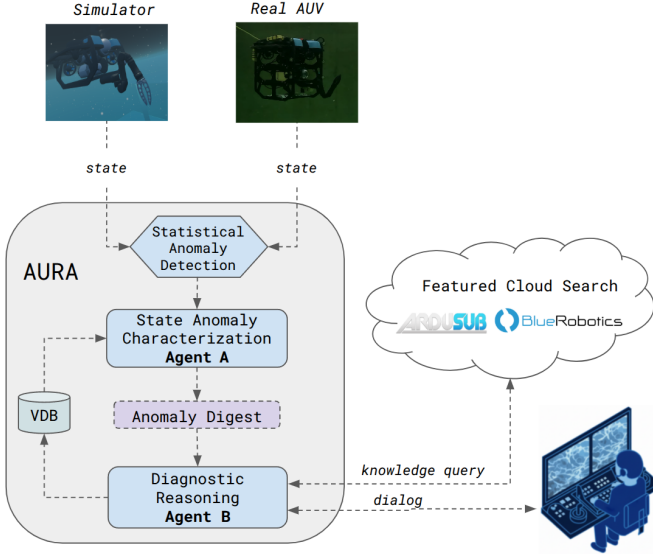 Simulator
Real AUV
state
state
AURA
Statistical
Anomaly
Detection
State Anomaly
Characterization
Agent A
VDB
Anomaly Digest
Diagnostic
Reasoning
Agent B
Featured Cloud Search
ARDUSUB
BlueRobotics
knowledge query
dialog